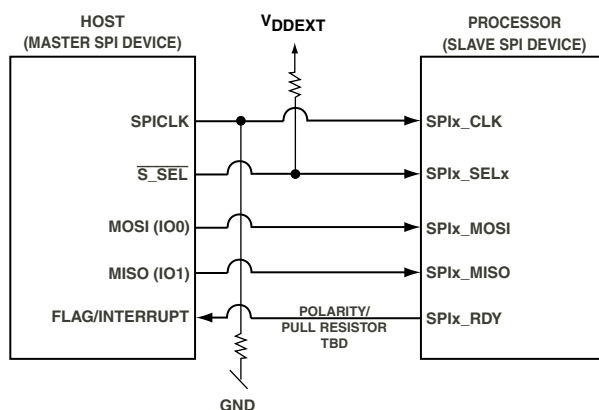 HOST
(MASTER SPI DEVICE)
VDDEXT
PROCESSOR
(SLAVE SPI DEVICE)
SPICLK
SPIx_CLK
S_SEL
SPIx_SELx
MOSI (IO0)
SPIx_MOSI
MISO (IO1)
SPIx_MISO
FLAG/INTERRUPT
POLARITY/
PULL RESISTOR
TBD
SPIx_RDY
GND